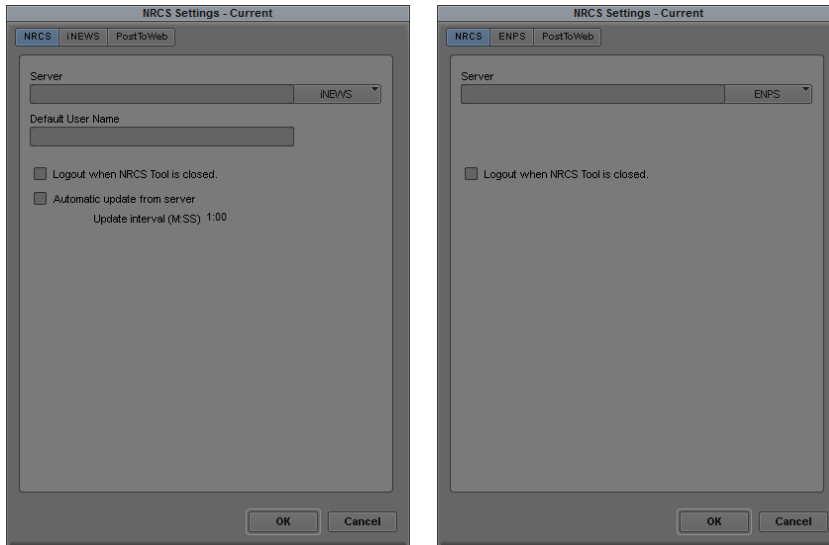 NRCS Settings - Current
NRCS iNEWS PostToWeb
Server
iNEWS
Default User Name
Logout when NRCS Tool is closed.
Automatic update from server
Update interval (M:SS) 1:00
OK Cancel
NRCS Settings - Current
NRCS ENPS PostToWeb
Server
ENPS
Logout when NRCS Tool is closed.
OK Cancel